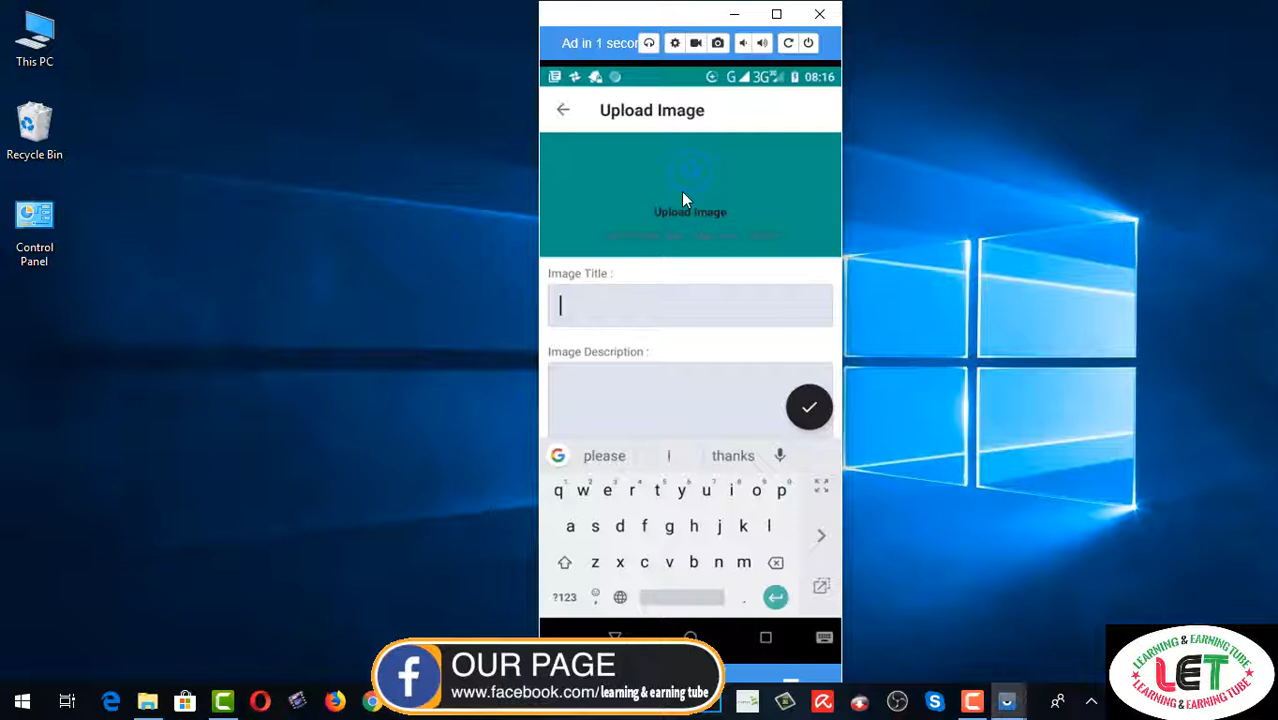 Ad in 1 secon
This PC
Recycle Bin
Control
Panel
G 3G 08:16
Upload Image
Upload Image
Image Title :
Image Description :
please i thanks
q w e r t y u i o p
a s d f g h j k l
z x c v b n m
?123 , .
OUR PAGE
www.facebook.com/learning & earning tube
LEARNING & EARNING TUBE
LET
LEARNING & EARNING TUBE